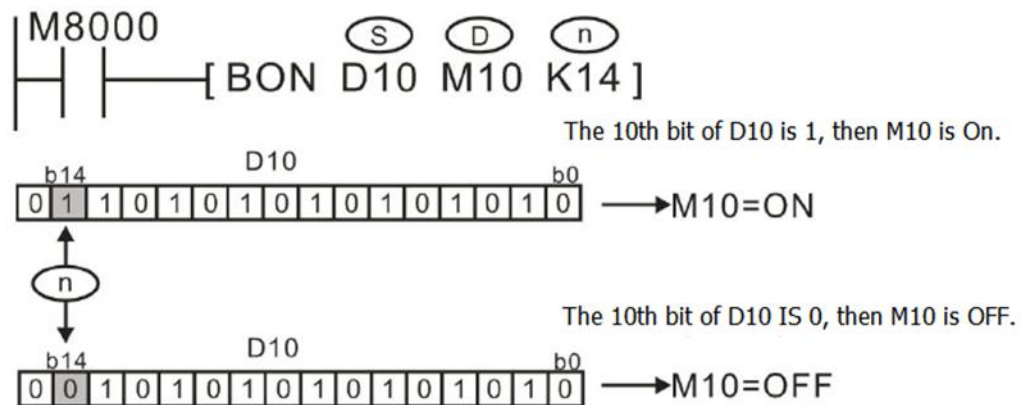 M8000
S D n
[ BON D10 M10 K14 ]
The 10th bit of D10 is 1, then M10 is On.
b14 D10 b0
0 1 1 0 1 0 1 0 1 0 1 0 1 0 1 0 M10=ON
n
The 10th bit of D10 IS 0, then M10 is OFF.
b14 D10 b0
0 0 1 0 1 0 1 0 1 0 1 0 1 0 1 0 M10=OFF